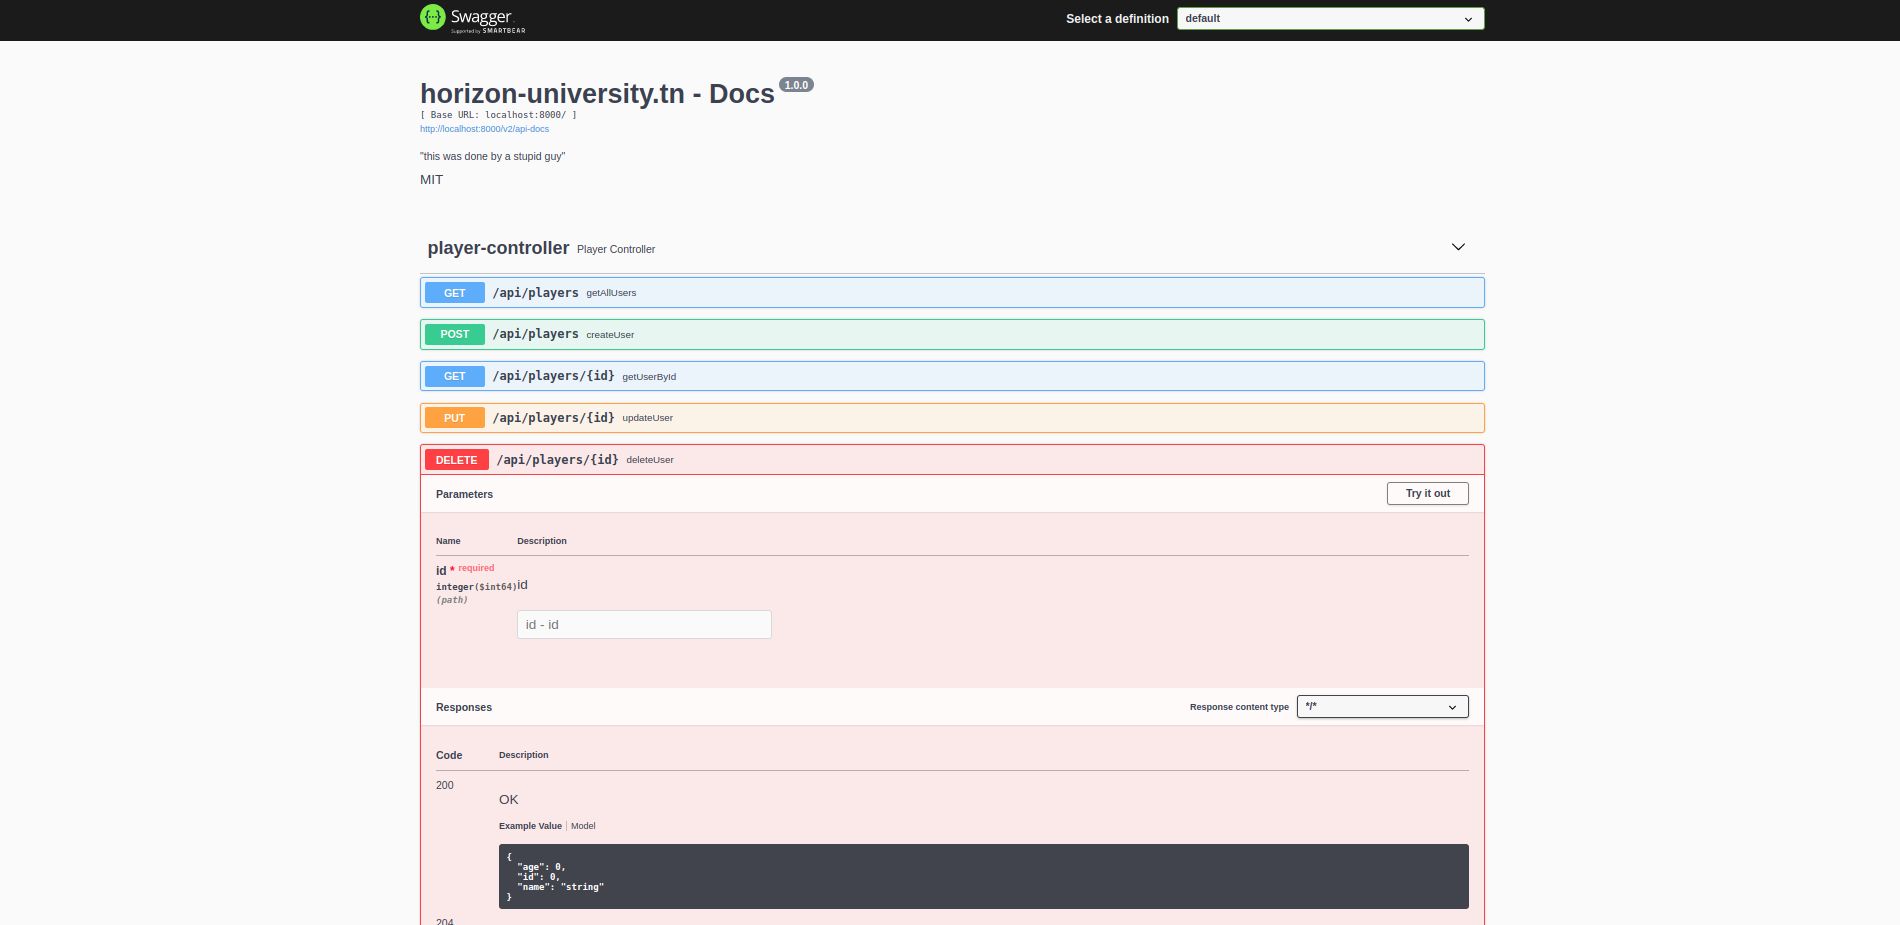 Swagger
Supported by SMARTBEAR
Select a definition
default
horizon-university.tn - Docs 1.0.0
[ Base URL: localhost:8000/ ]
http://localhost:8000/v2/api-docs
"this was done by a stupid guy"
MIT
player-controller Player Controller
GET /api/players getAllUsers
POST /api/players createUser
GET /api/players/{id} getUserById
PUT /api/players/{id} updateUser
DELETE /api/players/{id} deleteUser
Parameters
Try it out
Name Description
id * required
integer($int64)
(path)
id
id - id
Responses
Response content type
*/*
Code Description
200
OK
Example Value Model
{
"age": 0,
"id": 0,
"name": "string"
}
204